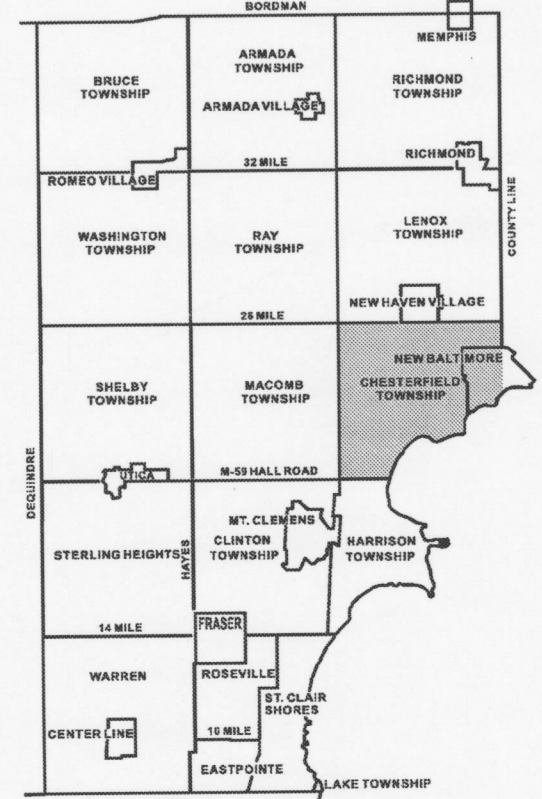 BORDMAN
MEMPHIS
ARMADA
TOWNSHIP
BRUCE
TOWNSHIP
RICHMOND
TOWNSHIP
ARMADA VILLAGE
RICHMOND
32 MILE
ROMEO VILLAGE
LENOX
TOWNSHIP
WASHINGTON
TOWNSHIP
RAY
TOWNSHIP
COUNTY LINE
NEW HAVEN VILLAGE
26 MILE
NEW BALT MORE
CHESTERFIELD
TOWNSHIP
SHELBY
TOWNSHIP
MACOMB
TOWNSHIP
UTICA
M-59 HALL ROAD
DEQUINDRE
MT. CLEMENS
CLINTON
TOWNSHIP
HARRISON
TOWNSHIP
STERLING HEIGHTS
HAYES
14 MILE
FRASER
WARREN
ROSEVILLE
ST. CLAIR
SHORES
CENTER LINE
10 MILE
EASTPOINTE
LAKE TOWNSHIP